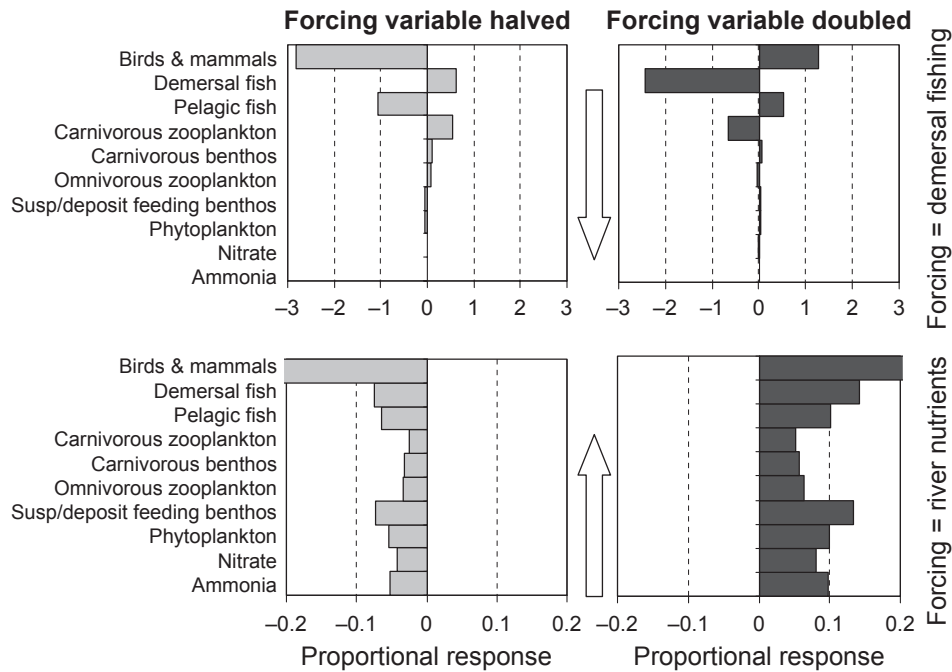 Forcing variable halved
Forcing variable doubled
Birds & mammals
Demersal fish
Pelagic fish
Carnivorous zooplankton
Carnivorous benthos
Omnivorous zooplankton
Susp/deposit feeding benthos
Phytoplankton
Nitrate
Ammonia
–3 –2 –1 0 1 2 3
–3 –2 –1 0 1 2 3
Forcing = demersal fishing
Birds & mammals
Demersal fish
Pelagic fish
Carnivorous zooplankton
Carnivorous benthos
Omnivorous zooplankton
Susp/deposit feeding benthos
Phytoplankton
Nitrate
Ammonia
–0.2 –0.1 0 0.1 0.2
–0.2 –0.1 0 0.1 0.2
Proportional response
Proportional response
Forcing = river nutrients